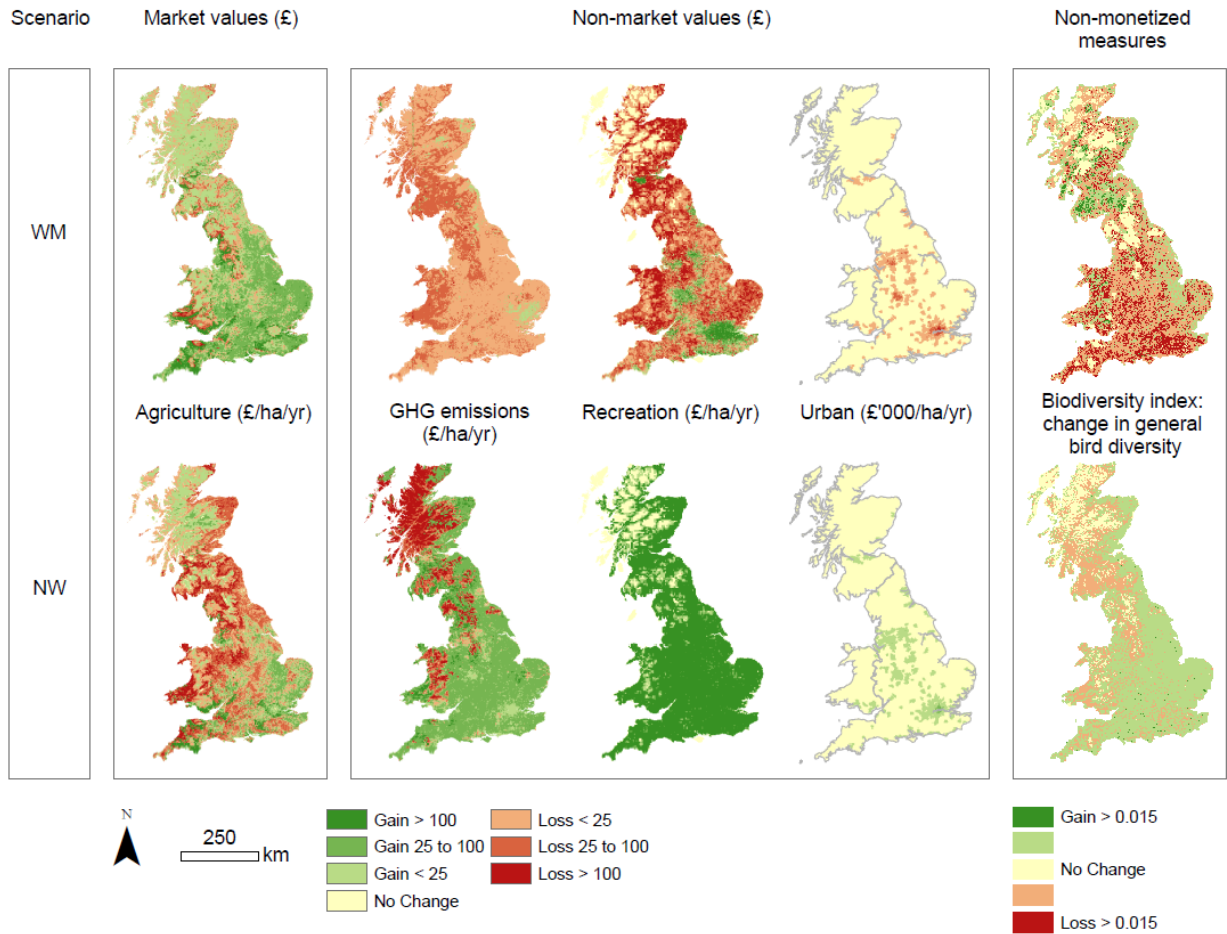 Scenario
Market values (£)
Non-market values (£)
Non-monetized
measures
WM
Agriculture (£/ha/yr)
GHG emissions
(£/ha/yr)
Recreation (£/ha/yr)
Urban (£'000/ha/yr)
Biodiversity index:
change in general
bird diversity
NW
N
250
km
Gain > 100
Gain 25 to 100
Gain < 25
No Change
Loss < 25
Loss 25 to 100
Loss > 100
Gain > 0.015
No Change
Loss > 0.015